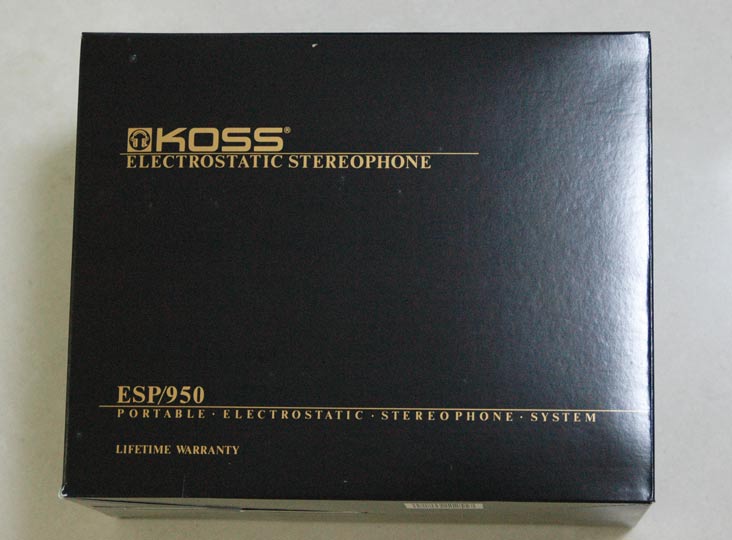 KOSS®
ELECTROSTATIC STEREOPHONE
ESP/950
PORTABLE · ELECTROSTATIC · STEREOPHONE · SYSTEM
LIFETIME WARRANTY